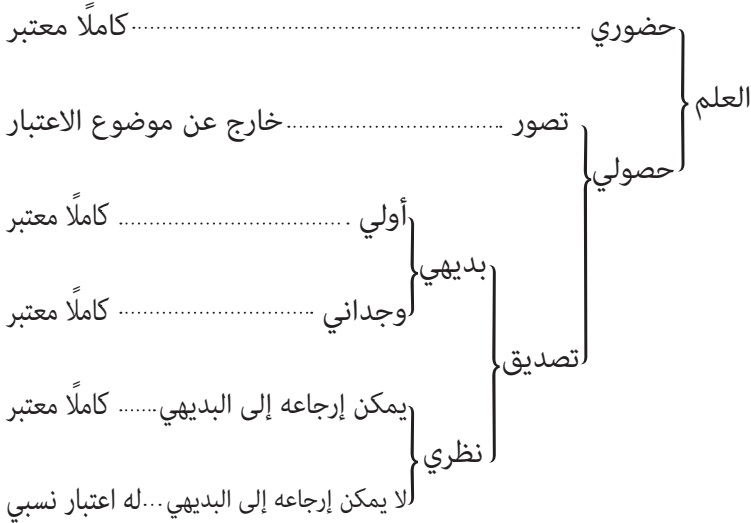 حضوري ........ كاملًا معتبر
العلم
تصور ........ خارج عن موضوع الاعتبار
حصولي
أولي ........ كاملًا معتبر
بديهي
وجداني ........ كاملًا معتبر
تصديق
يمكن إرجاعه إلى البديهي....... كاملًا معتبر
نظري
لا يمكن إرجاعه إلى البديهي...له اعتبار نسبي